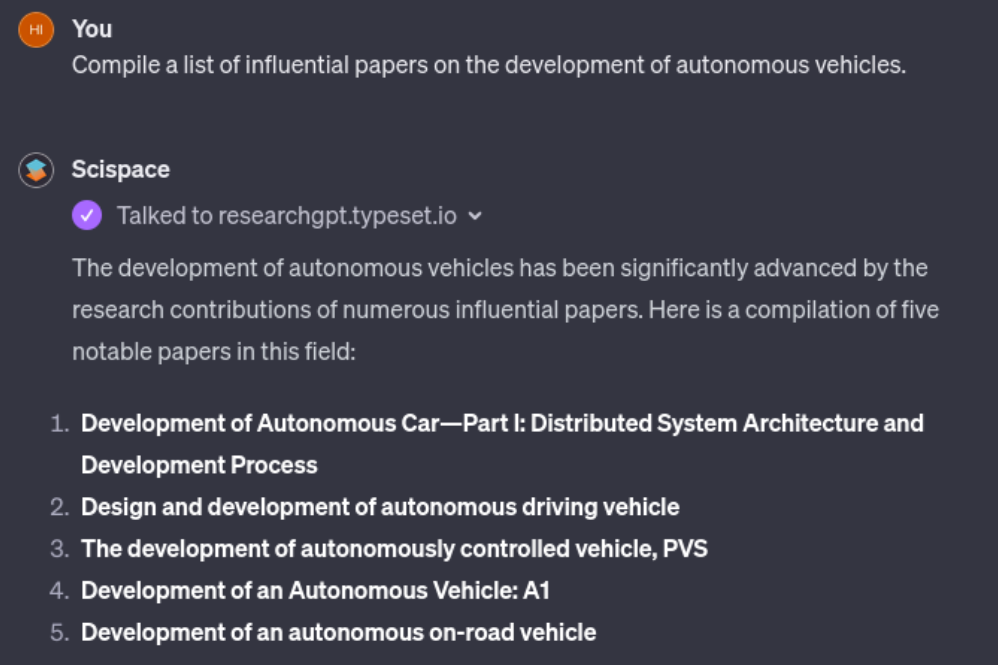 HI
You
Compile a list of influential papers on the development of autonomous vehicles.
Scispace
Talked to researchgpt.typeset.io
The development of autonomous vehicles has been significantly advanced by the
research contributions of numerous influential papers. Here is a compilation of five
notable papers in this field:
1. Development of Autonomous Car—Part I: Distributed System Architecture and
Development Process
2. Design and development of autonomous driving vehicle
3. The development of autonomously controlled vehicle, PVS
4. Development of an Autonomous Vehicle: A1
5. Development of an autonomous on-road vehicle